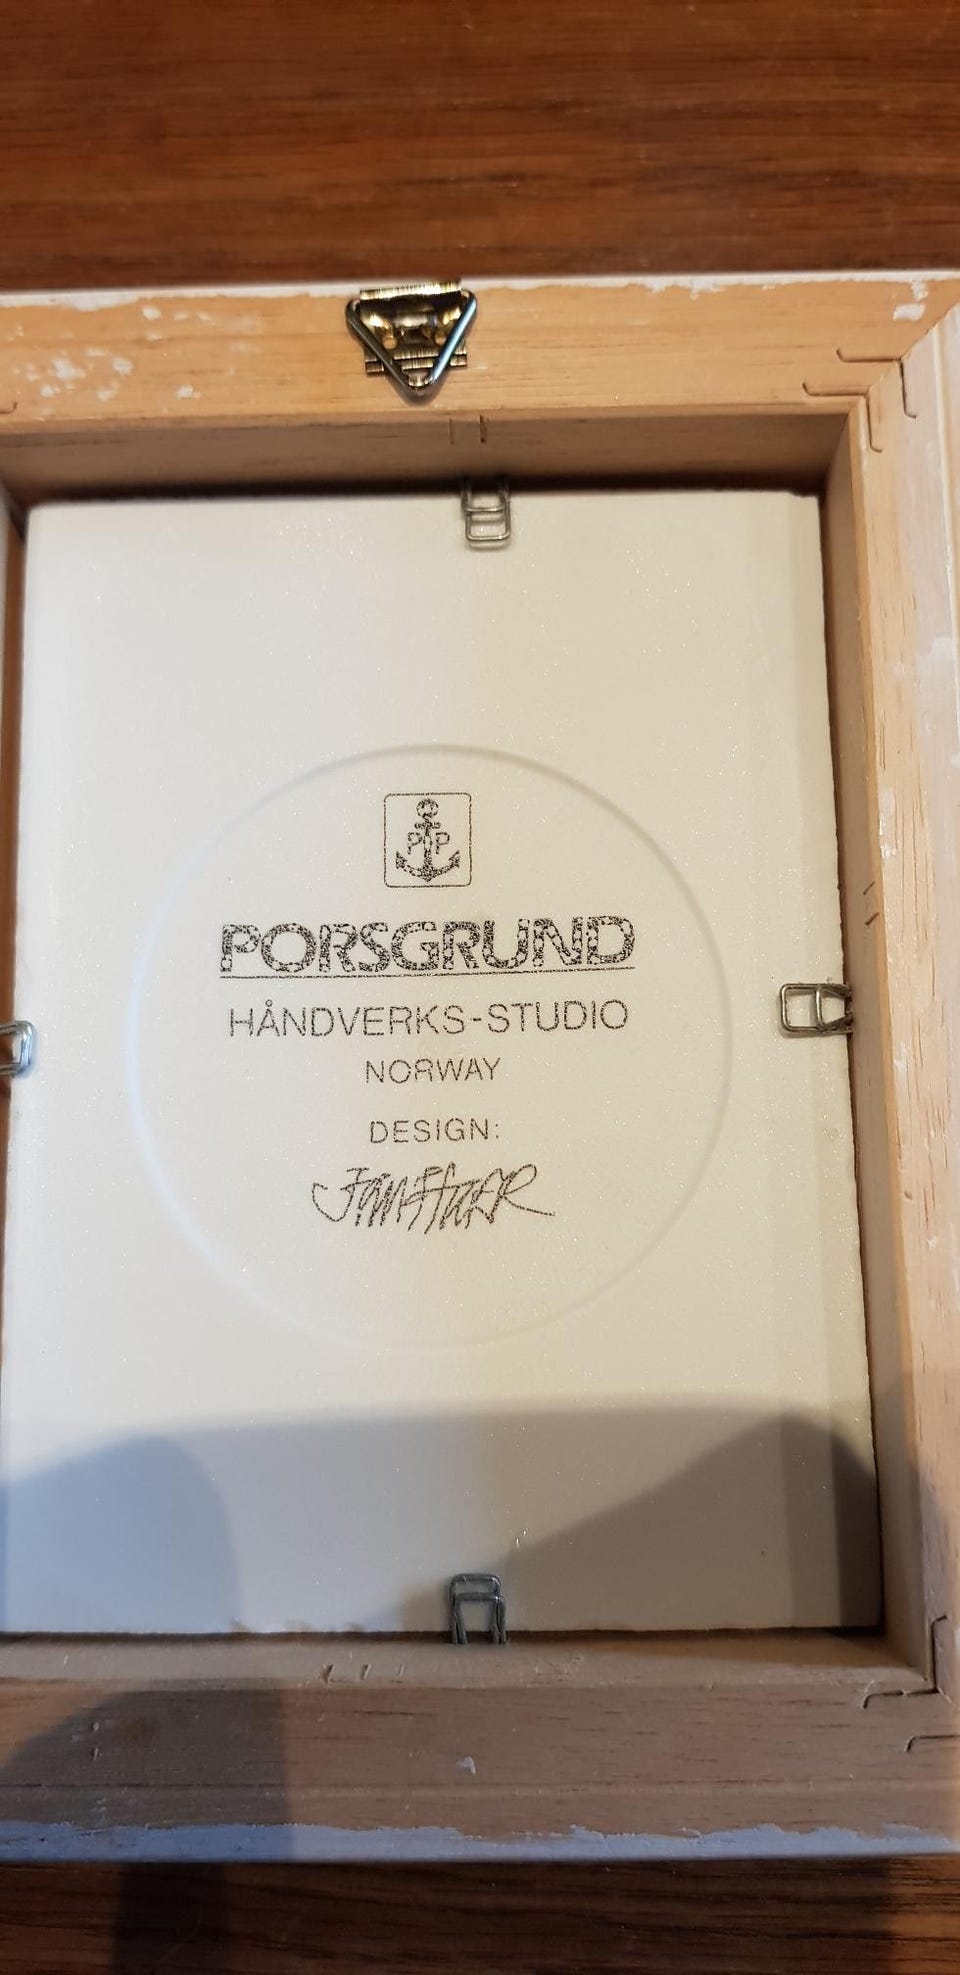 P P
PORSGRUND
HÅNDVERKS-STUDIO
NORWAY
DESIGN: